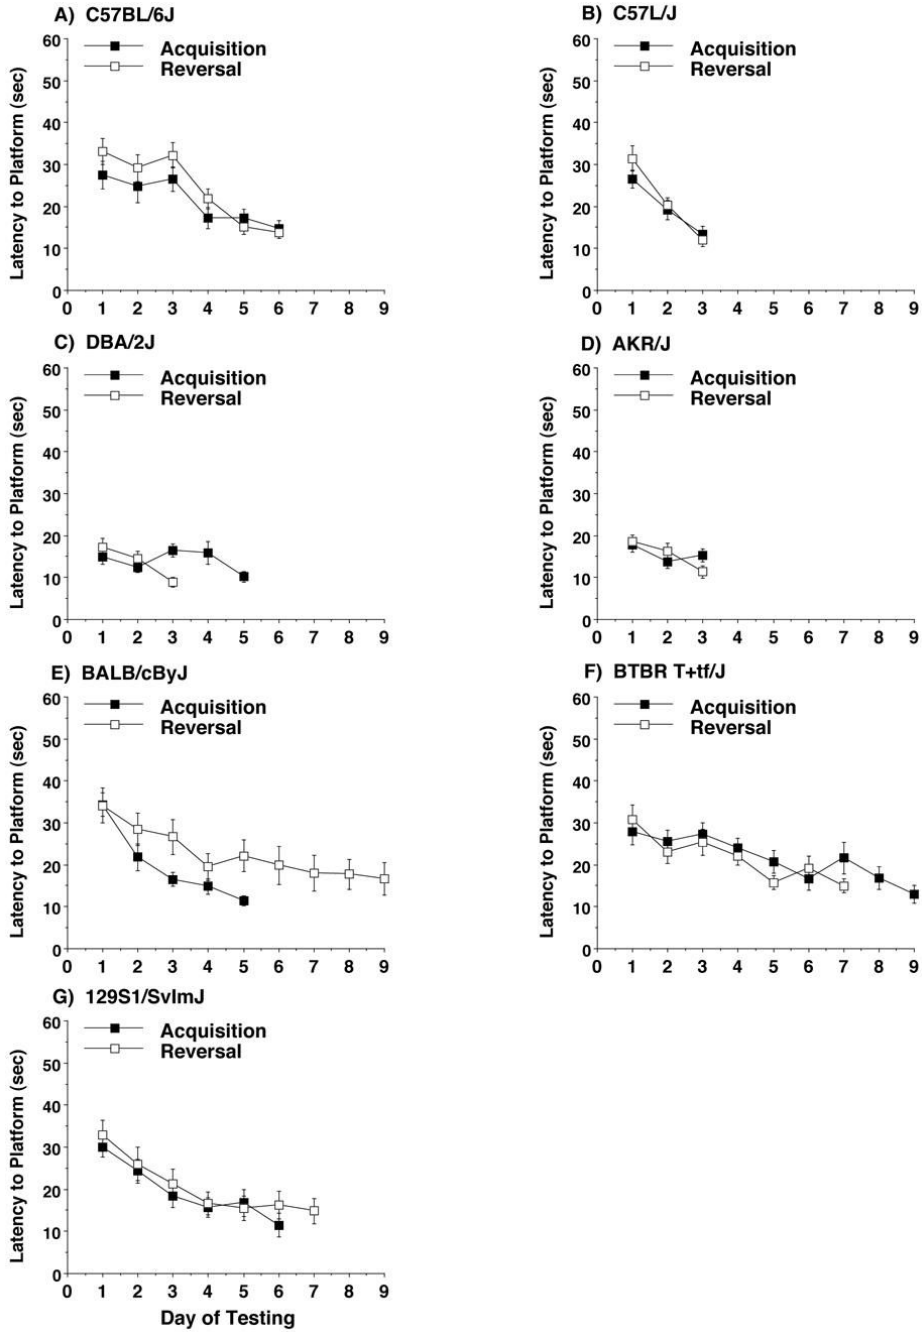 A) C57BL/6J
Latency to Platform (sec)
60
50
40
30
20
10
0
Acquisition
Reversal
0 1 2 3 4 5 6 7 8 9
B) C57L/J
Latency to Platform (sec)
60
50
40
30
20
10
0
Acquisition
Reversal
0 1 2 3 4 5 6 7 8 9
C) DBA/2J
Latency to Platform (sec)
60
50
40
30
20
10
0
Acquisition
Reversal
0 1 2 3 4 5 6 7 8 9
D) AKR/J
Latency to Platform (sec)
60
50
40
30
20
10
0
Acquisition
Reversal
0 1 2 3 4 5 6 7 8 9
E) BALB/cByJ
Latency to Platform (sec)
60
50
40
30
20
10
0
Acquisition
Reversal
0 1 2 3 4 5 6 7 8 9
F) BTBR T+tf/J
Latency to Platform (sec)
60
50
40
30
20
10
0
Acquisition
Reversal
0 1 2 3 4 5 6 7 8 9
G) 129S1/SvImJ
Latency to Platform (sec)
60
50
40
30
20
10
0
Acquisition
Reversal
0 1 2 3 4 5 6 7 8 9
Day of Testing